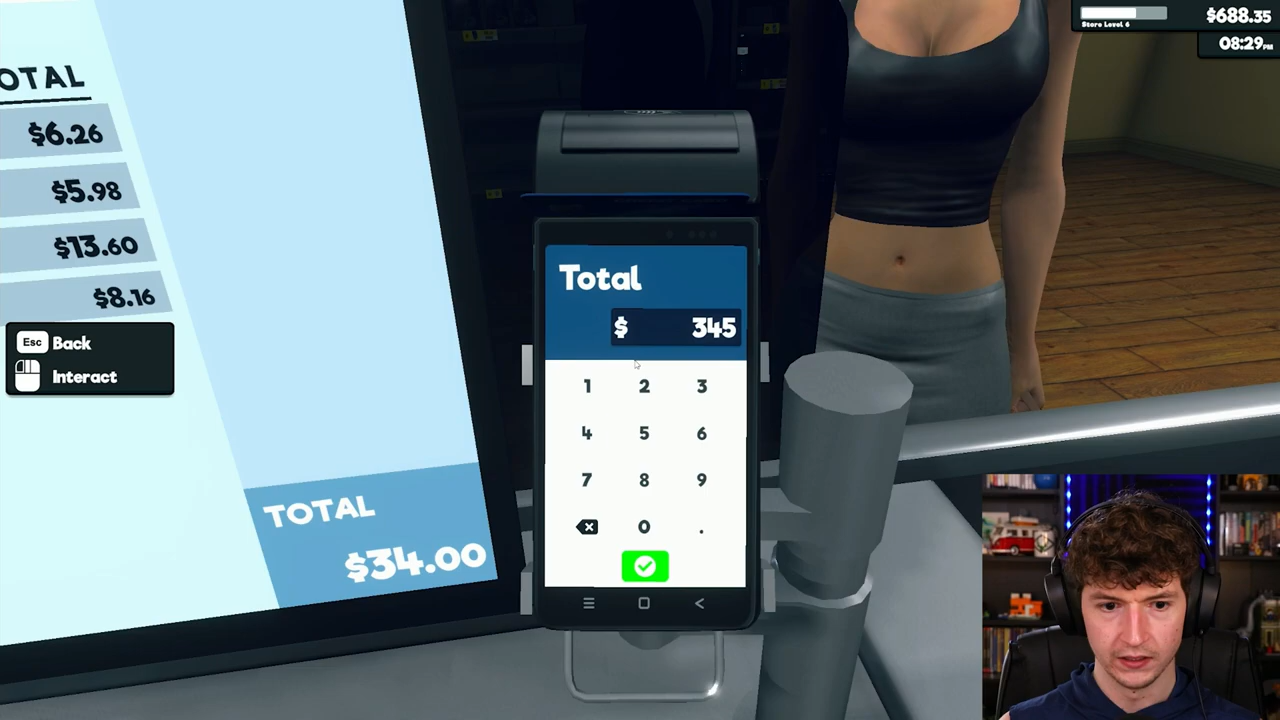 OTAL
$6.26
$5.98
$13.60
$8.16
Esc Back
Interact
TOTAL
$34.00
Total
$ 345
1 2 3
4 5 6
7 8 9
0 .
Store Level 6
$688.35
08:29PM